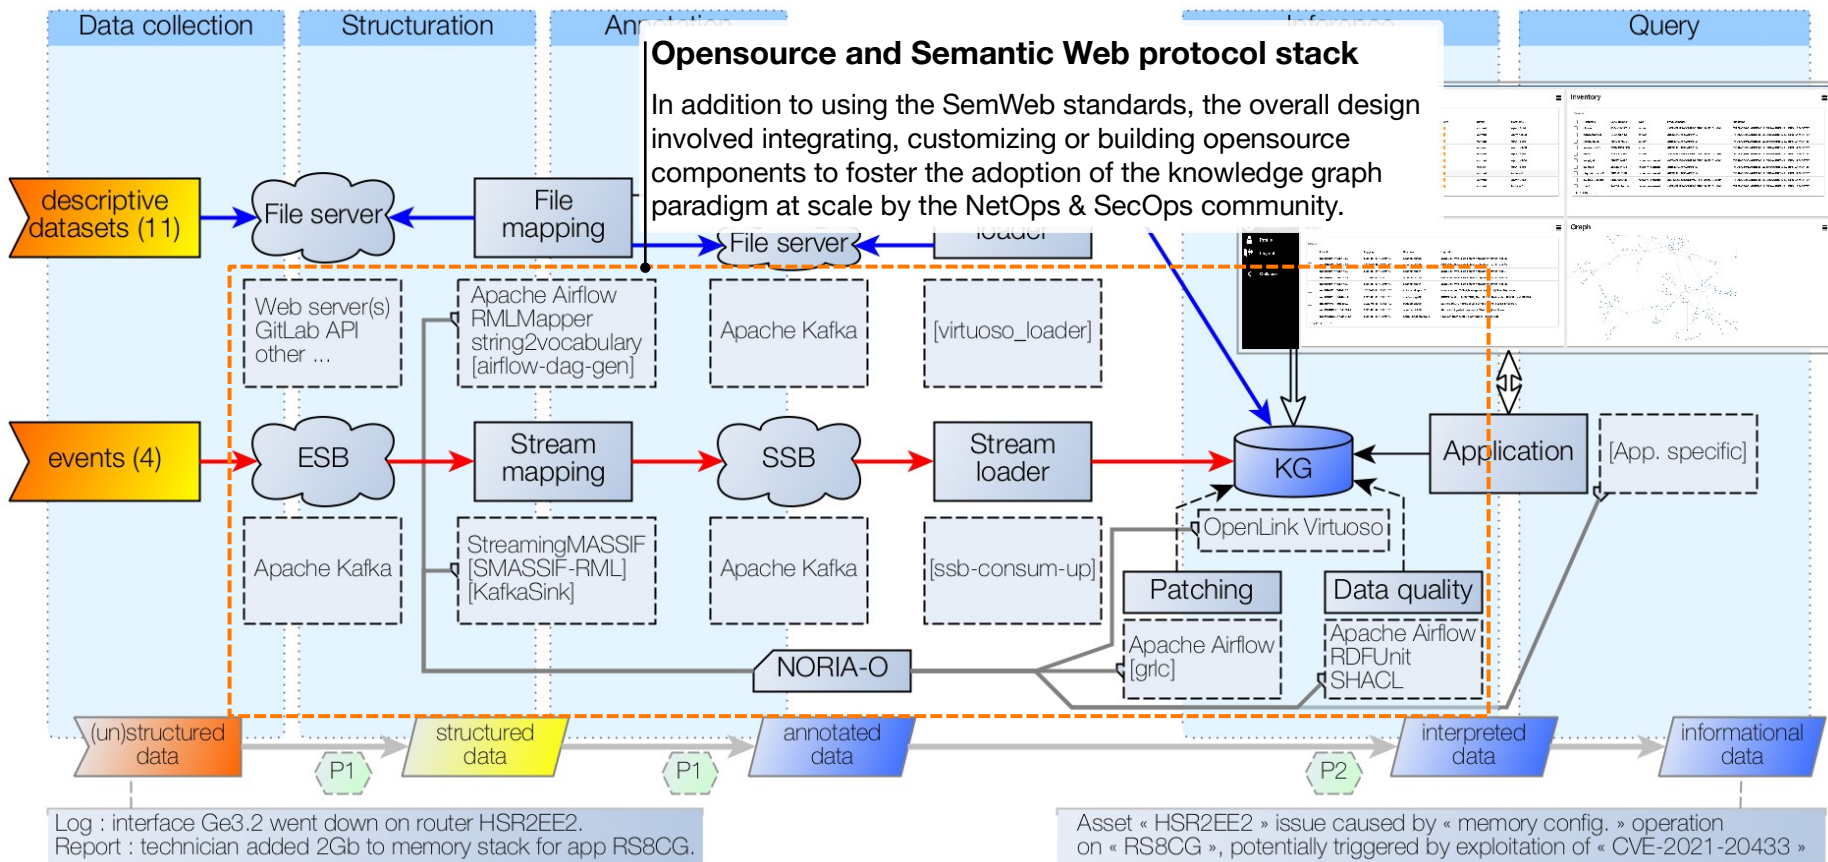 Data collection
Structuration
An
Inference
Query
Opensource and Semantic Web protocol stack
In addition to using the SemWeb standards, the overall design
involved integrating, customizing or building opensource
components to foster the adoption of the knowledge graph
paradigm at scale by the NetOps & SecOps community.
Inventory
Graph
descriptive
datasets (11)
File server
File
mapping
File server
loader
Web server(s)
GitLab API
other ...
Apache Airflow
RMLMapper
string2vocabulary
[airflow-dag-gen]
Apache Kafka
[virtuoso_loader]
events (4)
ESB
Stream
mapping
SSB
Stream
loader
KG
Application
[App. specific]
Apache Kafka
StreamingMASSIF
[SMASSIF-RML]
[KafkaSink]
Apache Kafka
[ssb-consum-up]
OpenLink Virtuoso
Patching
Data quality
Apache Airflow
[grlc]
Apache Airflow
RDFUnit
SHACL
NORIA-O
(un)structured
data
P1
structured
data
P1
annotated
data
P2
interpreted
data
informational
data
Log : interface Ge3.2 went down on router HSR2EE2.
Report : technician added 2Gb to memory stack for app RS8CG.
Asset « HSR2EE2 » issue caused by « memory config. » operation
on « RS8CG », potentially triggered by exploitation of « CVE-2021-20433 »